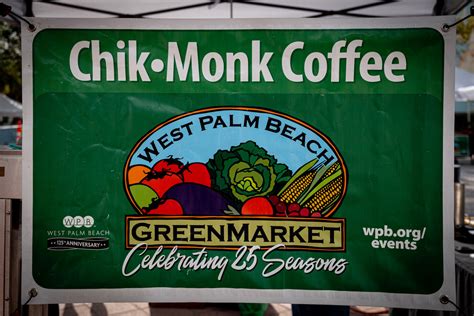 Chik•Monk Coffee
WEST PALM BEACH
GREENMARKET
Celebrating 25 Seasons
WPB
WEST PALM BEACH
125TH ANNIVERSARY
wpb.org/
events